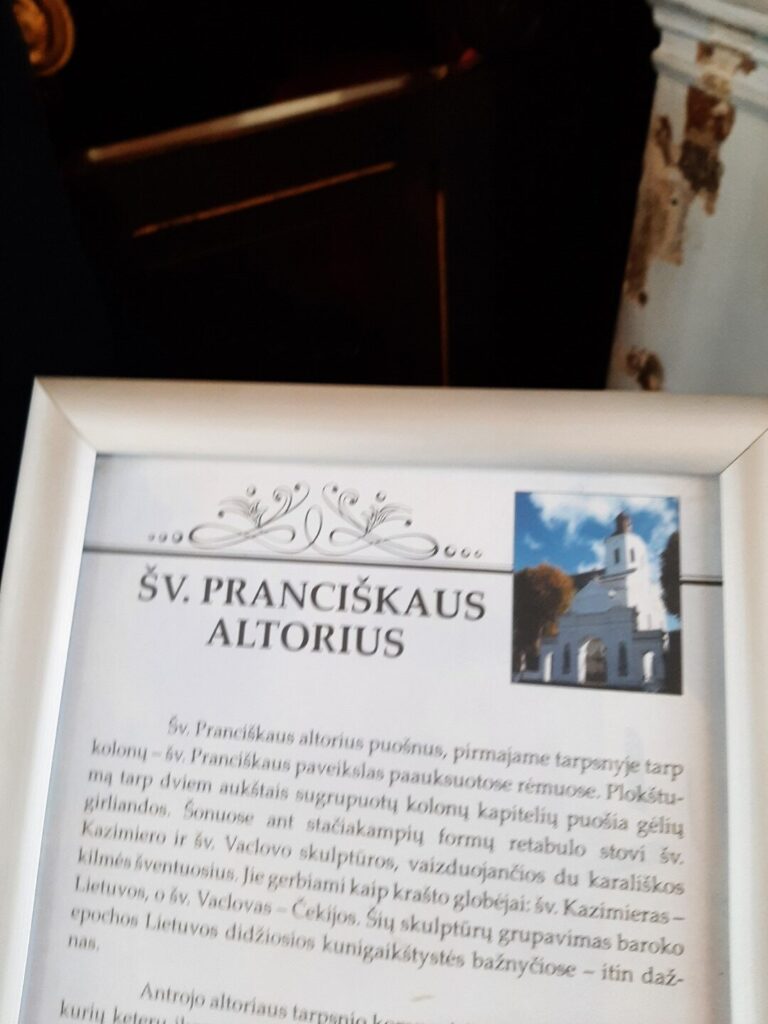 ŠV. PRANCIŠKAUS
ALTORIUS
Šv. Pranciškaus altorius puošnus, pirmajame tarpsnyje tarp
kolonų – šv. Pranciškaus paveikslas paauksuotose rėmuose. Plokštu-
mą tarp dviem aukštais sugrupuotų kolonų kapitelių puošia gėlių
girliandos. Šonuose ant stačiakampių formų retabulo stovi šv.
Kazimiero ir šv. Vaclovo skulptūros, vaizduojančios du karališkos
kilmės šventuosius. Jie gerbiami kaip krašto globėjai: šv. Kazimieras –
Lietuvos, o šv. Vaclovas – Čekijos. Šių skulptūrų grupavimas baroko
epochos Lietuvos didžiosios kunigaikštystės bažnyčiose – itin daž-
nas.
Antrojo altoriaus tarpsnio
kurių keterų